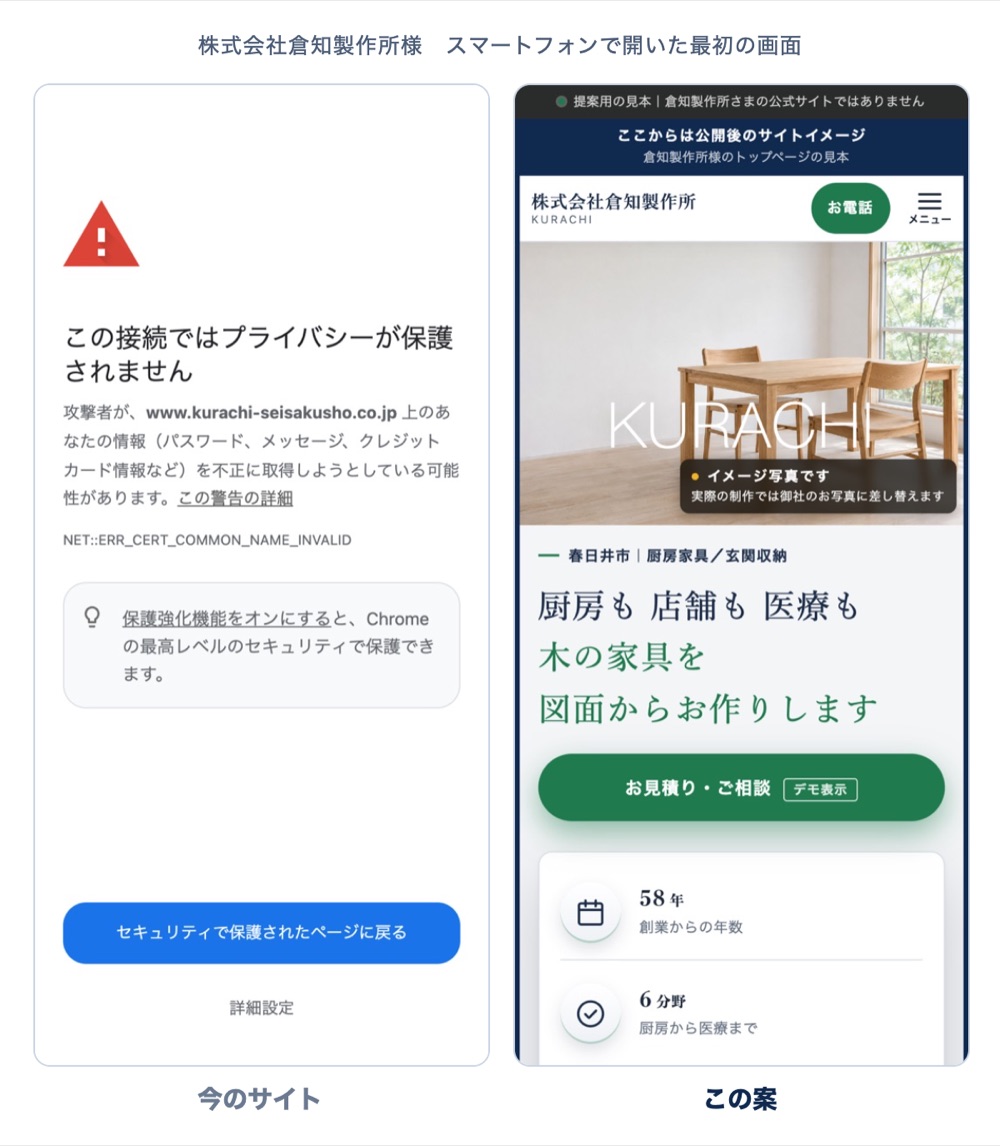 株式会社倉知製作所様　スマートフォンで開いた最初の画面
この接続ではプライバシーが保護
されません
攻撃者が、www.kurachi-seisakusho.co.jp 上のあ
なたの情報（パスワード、メッセージ、クレジット
カード情報など）を不正に取得しようとしている可能
性があります。この警告の詳細
NET::ERR_CERT_COMMON_NAME_INVALID
保護強化機能をオンにすると、Chrome
の最高レベルのセキュリティで保護でき
ます。
セキュリティで保護されたページに戻る
詳細設定
今のサイト
提案用の見本｜倉知製作所さまの公式サイトではありません
ここからは公開後のサイトイメージ
倉知製作所様のトップページの見本
株式会社倉知製作所
KURACHI
お電話
メニュー
KURACHI
イメージ写真です
実際の制作では御社のお写真に差し替えます
春日井市｜厨房家具／玄関収納
厨房も 店舗も 医療も
木の家具を
図面からお作りします
お見積り・ご相談 デモ表示
58 年
創業からの年数
6 分野
厨房から医療まで
この案